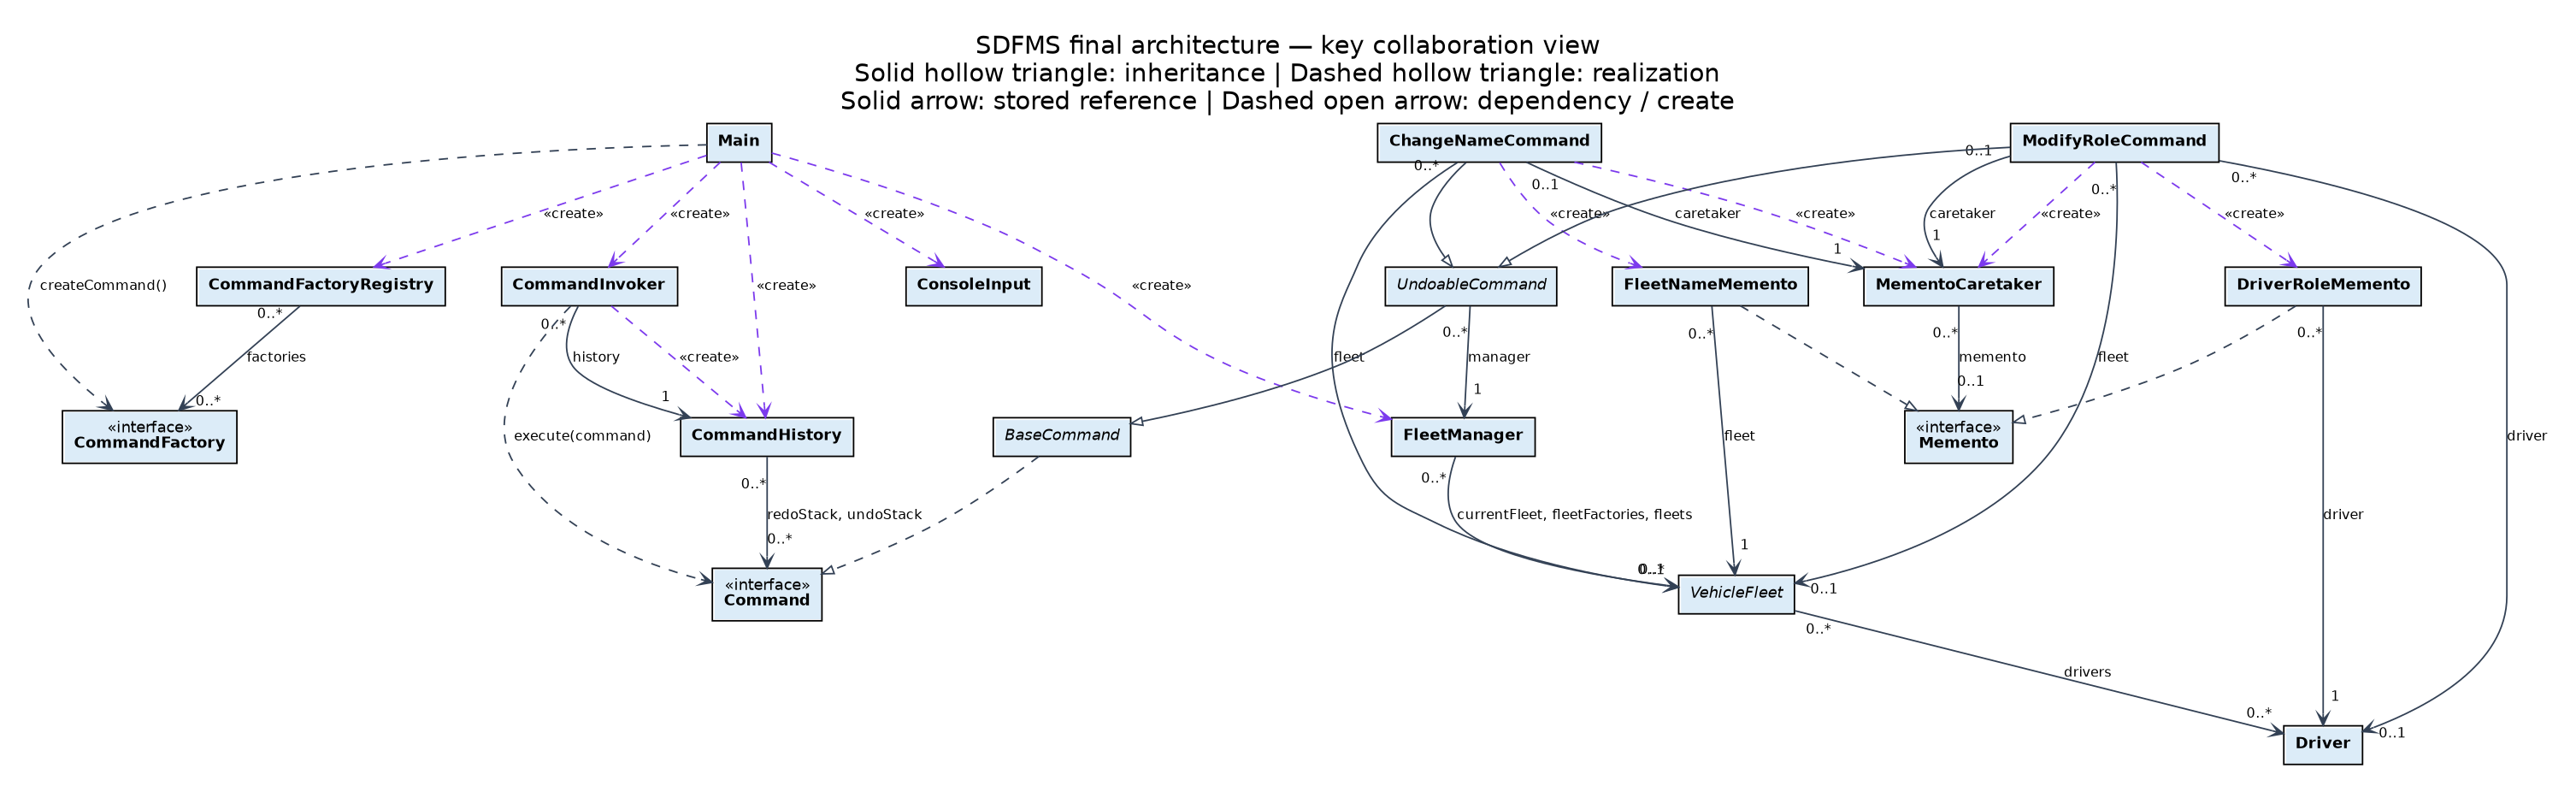 SDFMS final architecture — key collaboration view
Solid hollow triangle: inheritance | Dashed hollow triangle: realization
Solid arrow: stored reference | Dashed open arrow: dependency / create
Main
ChangeNameCommand
ModifyRoleCommand
0..1
0..*
0..1
0..*
0..*
«create»
«create»
«create»
«create»
caretaker
«create»
caretaker
«create»
«create»
1
1
createCommand()
CommandFactoryRegistry
CommandInvoker
«create»
ConsoleInput
«create»
UndoableCommand
FleetNameMemento
MementoCaretaker
DriverRoleMemento
0..*
0..*
0..*
0..*
0..*
0..*
factories
history
«create»
fleet
manager
memento
fleet
0..*
1
1
0..1
«interface»
CommandFactory
execute(command)
CommandHistory
BaseCommand
FleetManager
fleet
«interface»
Memento
driver
0..*
0..*
redoStack, undoStack
currentFleet, fleetFactories, fleets
driver
0..*
1
«interface»
Command
VehicleFleet
0..1
0..*
drivers
1
0..*
Driver
0..1